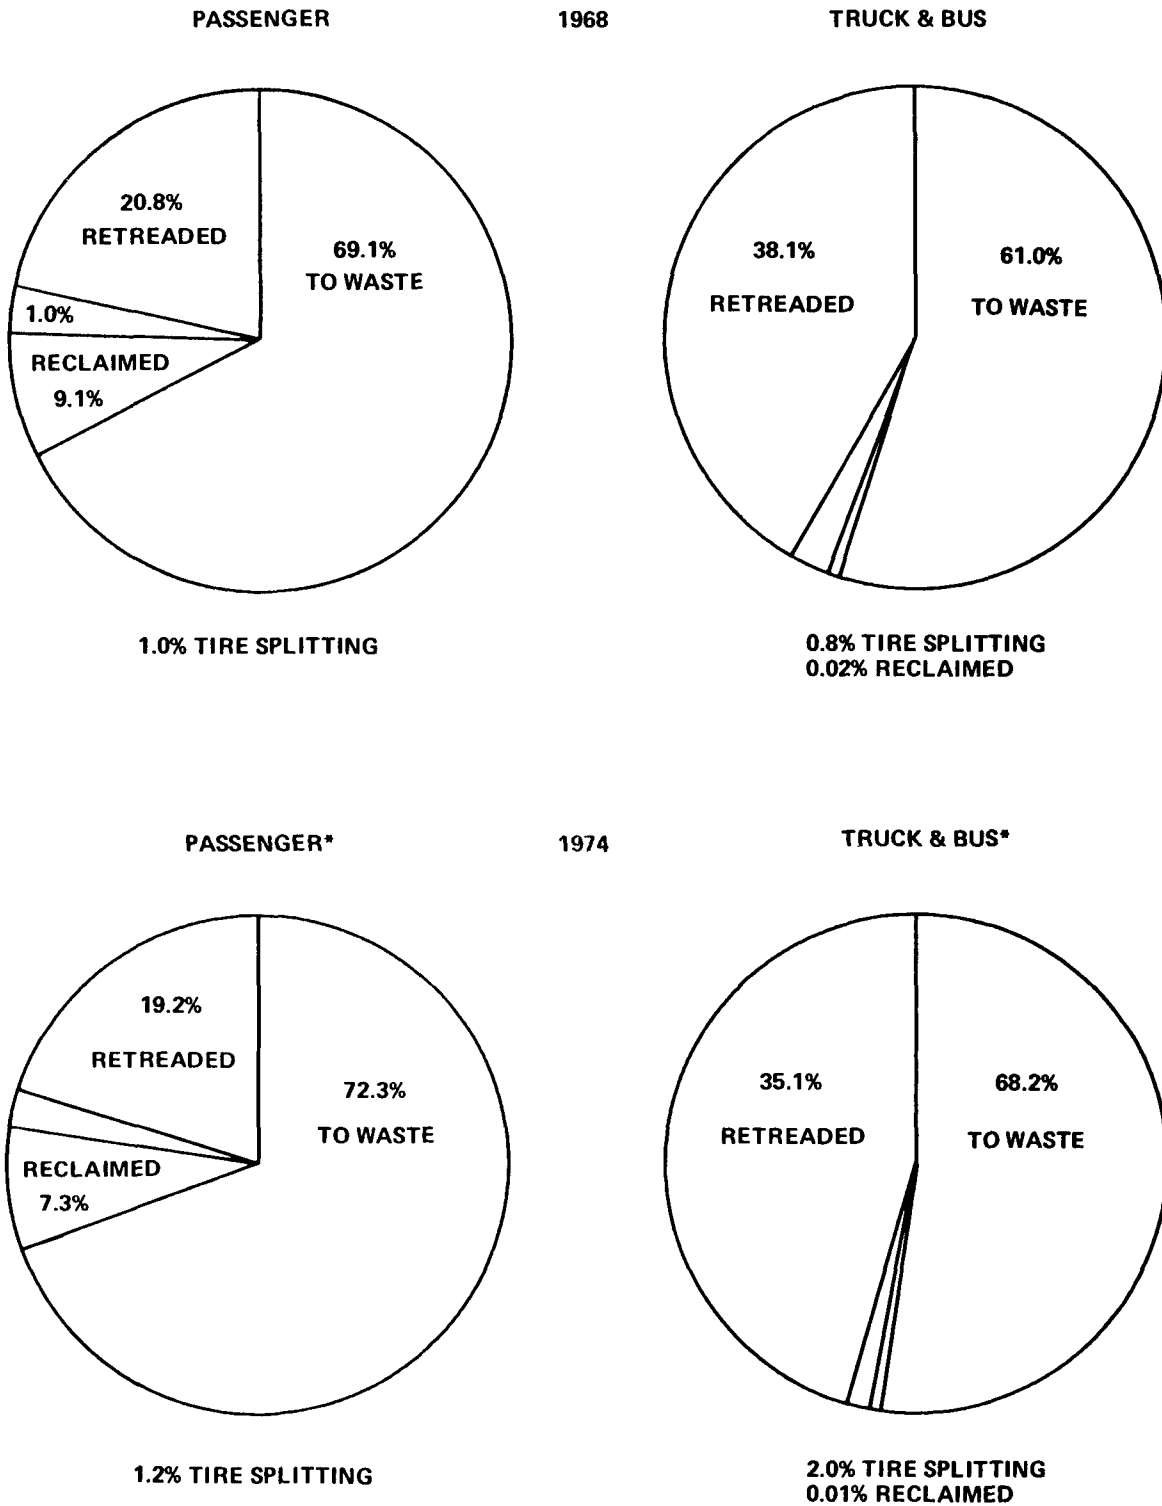 PASSENGER
1968
TRUCK & BUS
20.8%
RETREADED
69.1%
TO WASTE
1.0%
RECLAIMED
9.1%
38.1%
RETREADED
61.0%
TO WASTE
1.0% TIRE SPLITTING
0.8% TIRE SPLITTING
0.02% RECLAIMED
PASSENGER*
1974
TRUCK & BUS*
19.2%
RETREADED
72.3%
TO WASTE
RECLAIMED
7.3%
35.1%
RETREADED
68.2%
TO WASTE
1.2% TIRE SPLITTING
2.0% TIRE SPLITTING
0.01% RECLAIMED